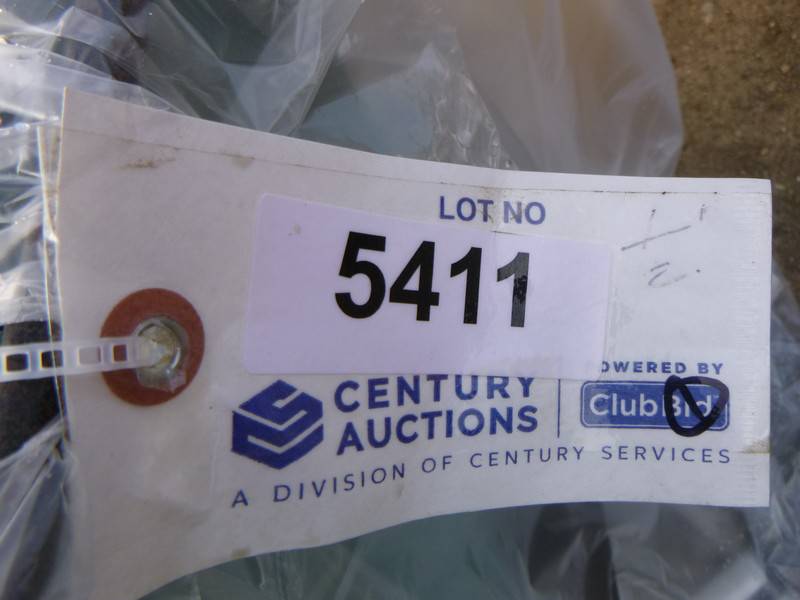 LOT NO
5411
CENTURY
AUCTIONS
POWERED BY
ClubBid
A DIVISION OF CENTURY SERVICES